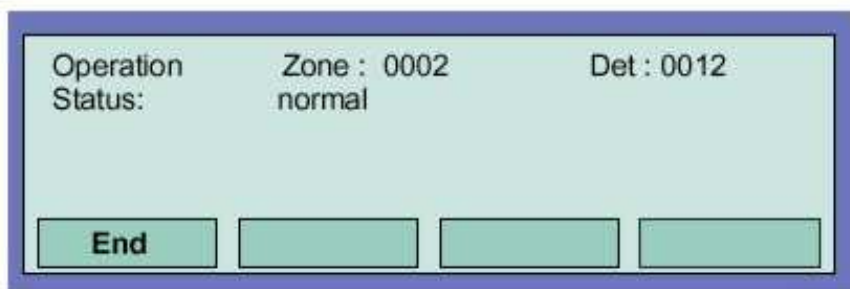 Operation Zone : 0002 Det : 0012
Status: normal
End